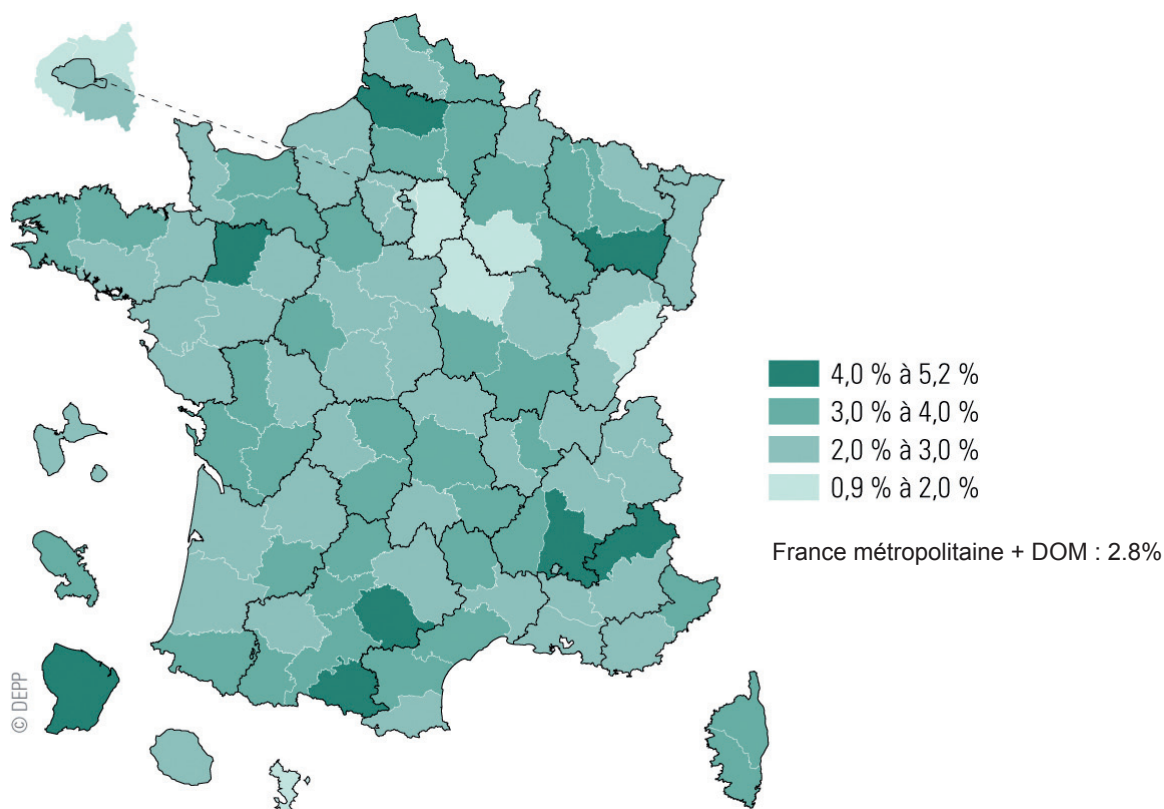 4,0 % à 5,2 %
3,0 % à 4,0 %
2,0 % à 3,0 %
0,9 % à 2,0 %
France métropolitaine + DOM : 2.8%
© DEPP